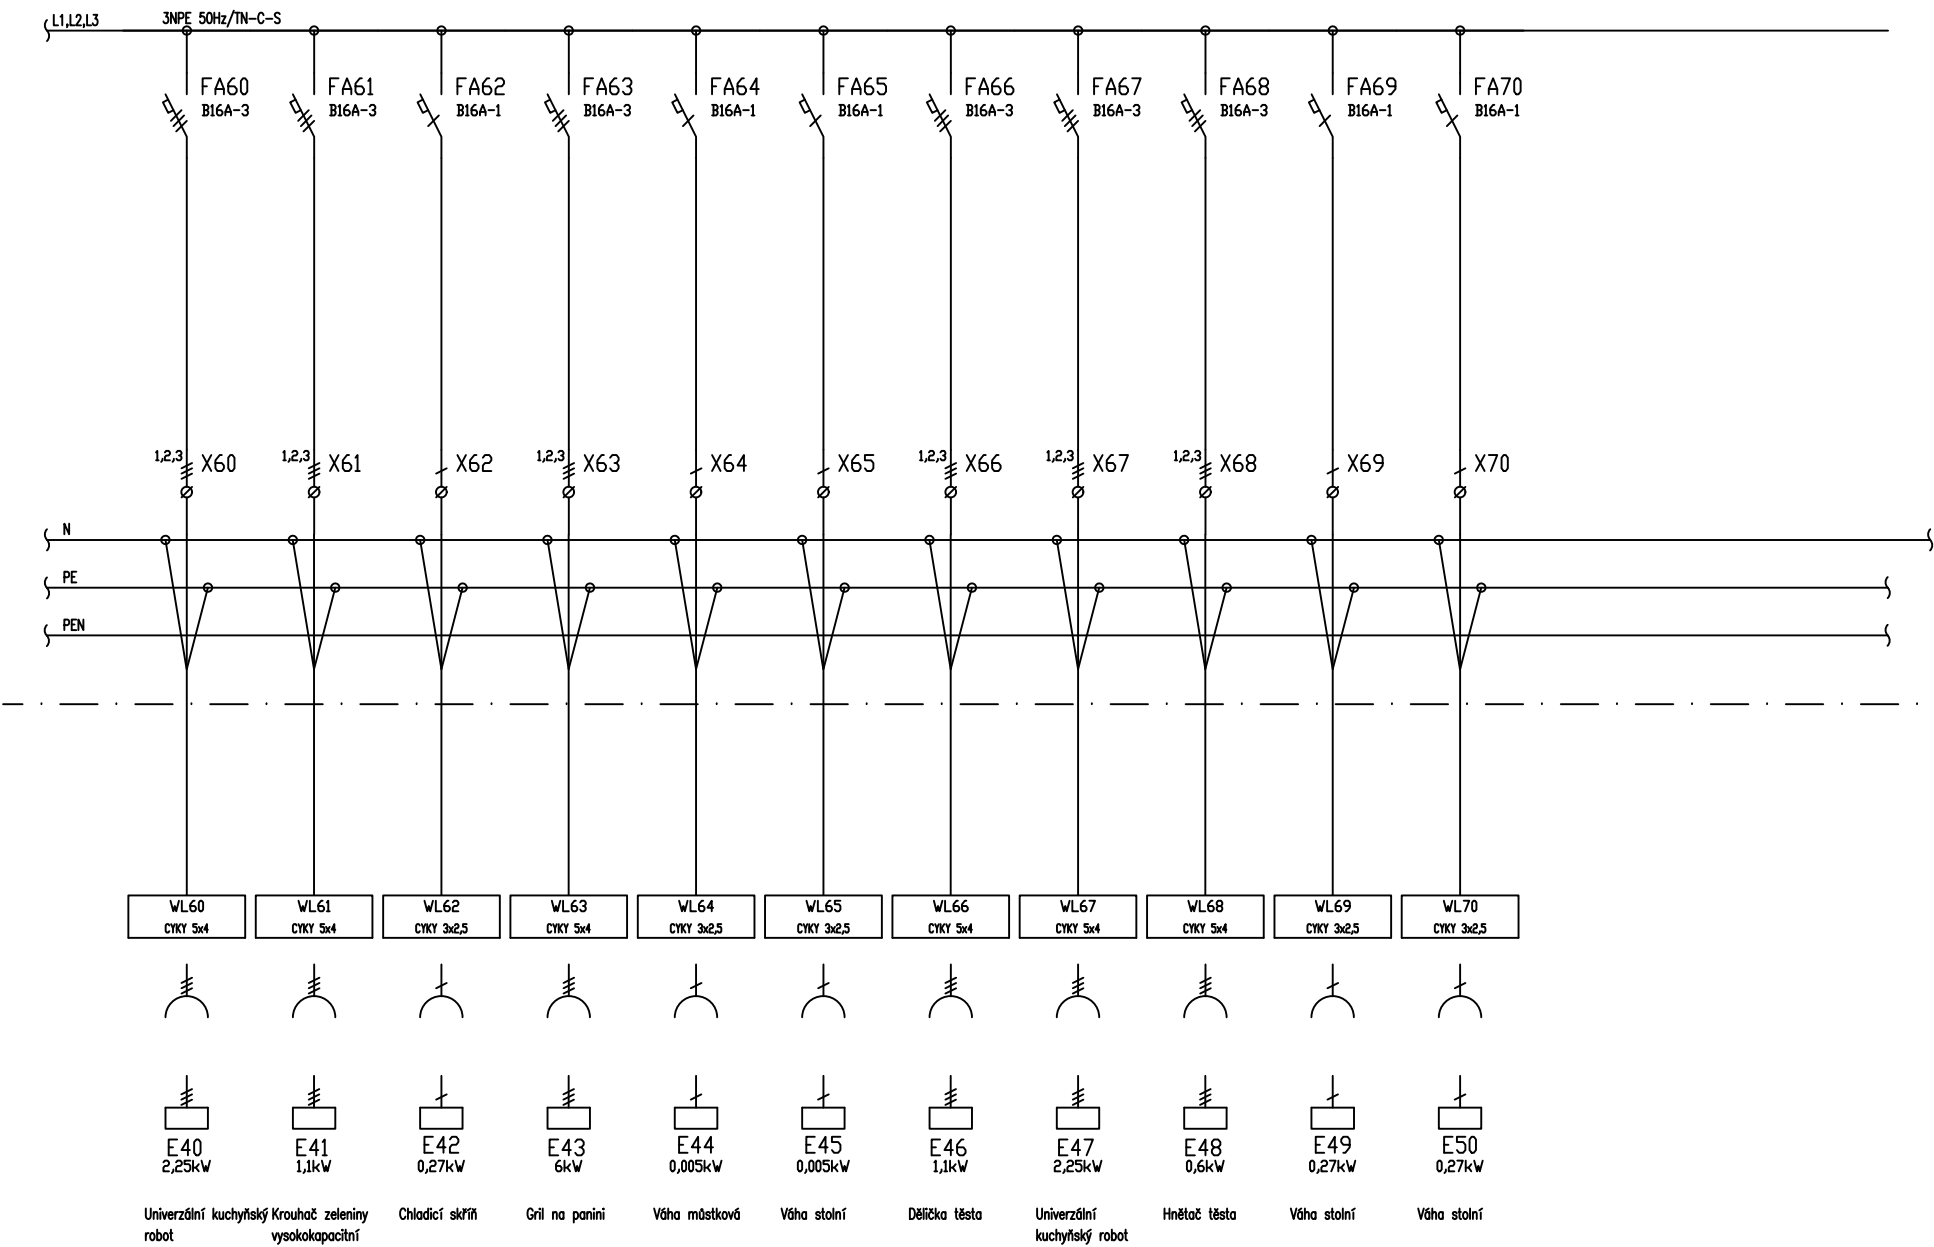 L1,L2,L3 3NPE 50Hz/TN-C-S
FA60 FA61 FA62 FA63 FA64 FA65 FA66 FA67 FA68 FA69 FA70
B16A-3 B16A-3 B16A-1 B16A-3 B16A-1 B16A-1 B16A-3 B16A-3 B16A-3 B16A-1 B16A-1
1,2,3 X60 1,2,3 X61 X62 1,2,3 X63 X64 X65 1,2,3 X66 1,2,3 X67 1,2,3 X68 X69 X70
N
PE
PEN
WL60 WL61 WL62 WL63 WL64 WL65 WL66 WL67 WL68 WL69 WL70
CYKY 5x4 CYKY 5x4 CYKY 3x2,5 CYKY 5x4 CYKY 3x2,5 CYKY 3x2,5 CYKY 5x4 CYKY 5x4 CYKY 5x4 CYKY 3x2,5 CYKY 3x2,5
E40 E41 E42 E43 E44 E45 E46 E47 E48 E49 E50
2,25kW 1,1kW 0,27kW 6kW 0,005kW 0,005kW 1,1kW 2,25kW 0,6kW 0,27kW 0,27kW
Univerzální kuchyňský Krouhač zeleniny Chladicí skříň Gril na panini Váha můstková Váha stolní Dělička těsta Univerzální Hnětač těsta Váha stolní Váha stolní
robot vysokokapacitní kuchyňský robot